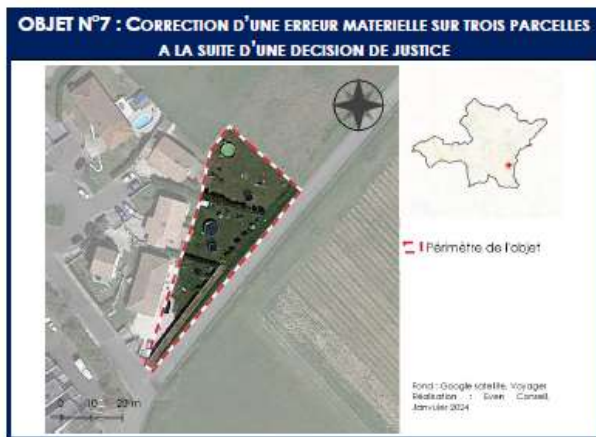 OBJET N°7 : CORRECTION D'UNE ERREUR MATERIELLE SUR TROIS PARCELLES
A LA SUITE D'UNE DECISION DE JUSTICE
Périmètre de l'objet
0 10 20 m
Fond : Google satellite, Voyager
Réalisation : Even Conseil,
Janvier 2024